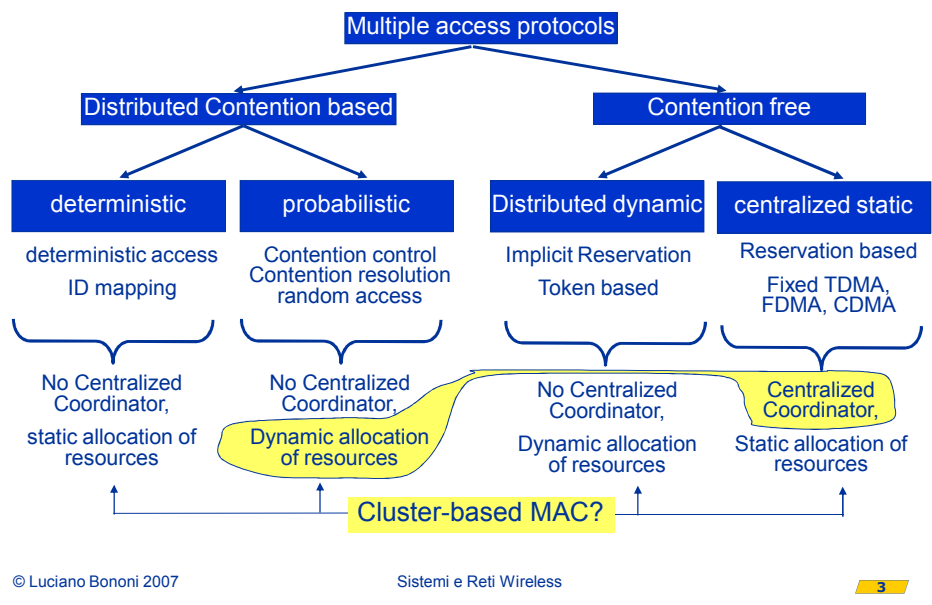 Multiple access protocols
Distributed Contention based
Contention free
deterministic
probabilistic
Distributed dynamic
centralized static
deterministic access
ID mapping
Contention control
Contention resolution
random access
Implicit Reservation
Token based
Reservation based
Fixed TDMA,
FDMA, CDMA
No Centralized
Coordinator,
static allocation of
resources
No Centralized
Coordinator,
Dynamic allocation
of resources
No Centralized
Coordinator,
Dynamic allocation
of resources
Centralized
Coordinator,
Static allocation of
resources
Cluster-based MAC?
© Luciano Bononi 2007
Sistemi e Reti Wireless
3